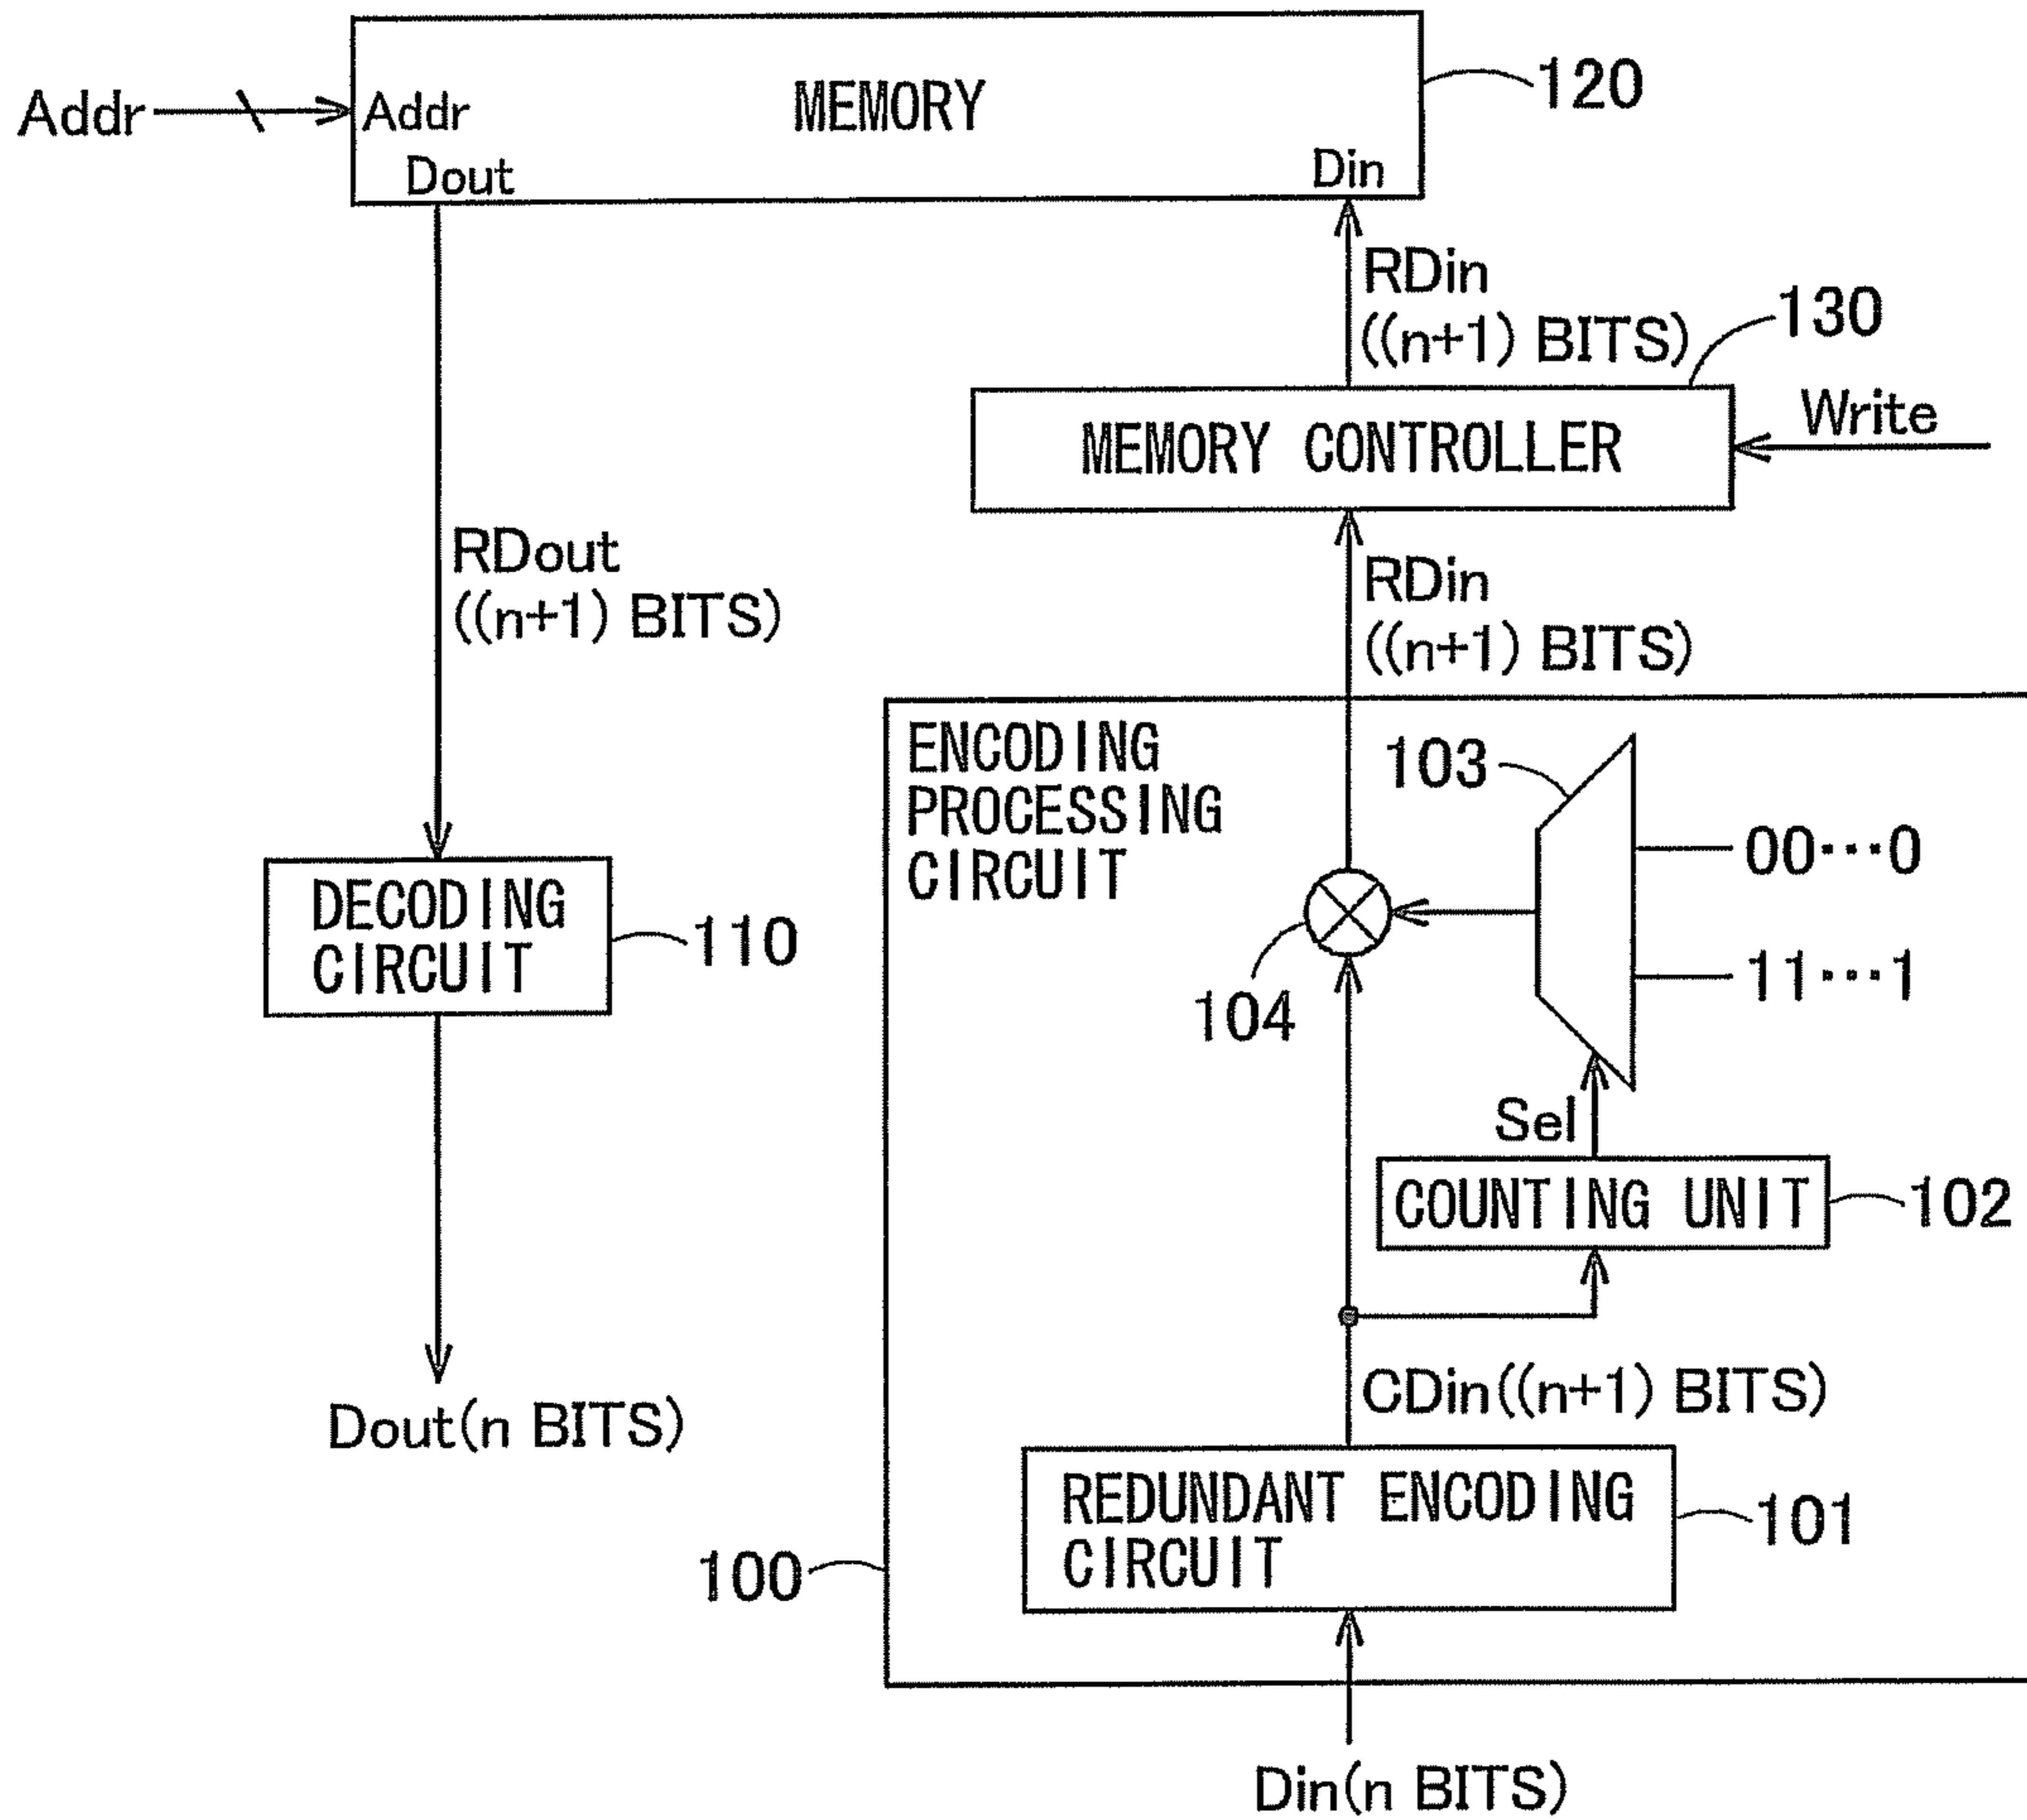 MEMORY
120
Addr
Addr
Dout
Din
RDin
((n+1) BITS)
130
MEMORY CONTROLLER
Write
RDout
((n+1) BITS)
RDin
((n+1) BITS)
ENCODING
PROCESSING
CIRCUIT
103
00···0
11···1
104
DECODING
CIRCUIT
110
Sel
COUNTING UNIT
102
CDin((n+1) BITS)
Dout(n BITS)
REDUNDANT ENCODING
CIRCUIT
101
100
Din(n BITS)